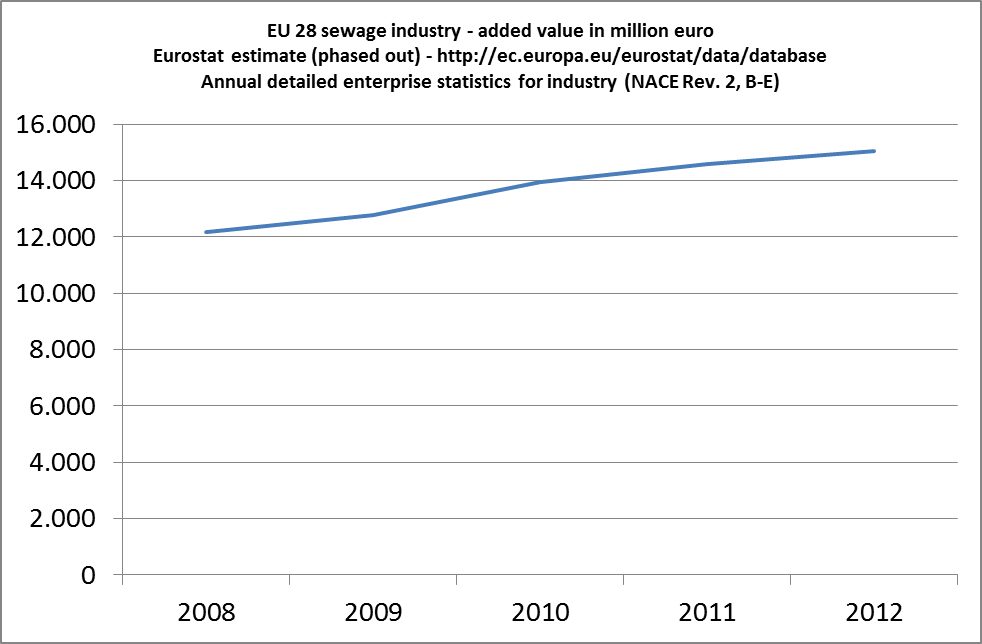 EU 28 sewage industry - added value in million euro
Eurostat estimate (phased out) - http://ec.europa.eu/eurostat/data/database
Annual detailed enterprise statistics for industry (NACE Rev. 2, B-E)
16.000
14.000
12.000
10.000
8.000
6.000
4.000
2.000
0
2008 2009 2010 2011 2012